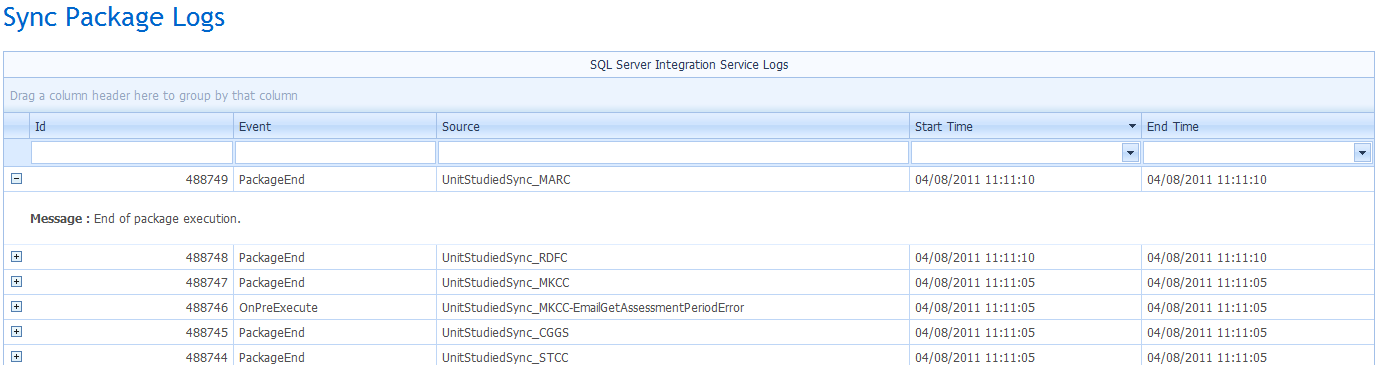 Sync Package Logs
SQL Server Integration Service Logs
Drag a column header here to group by that column
Id Event Source Start Time End Time
488749 PackageEnd UnitStudiedSync_MARC 04/08/2011 11:11:10 04/08/2011 11:11:10
Message : End of package execution.
488748 PackageEnd UnitStudiedSync_RDFC 04/08/2011 11:11:10 04/08/2011 11:11:10
488747 PackageEnd UnitStudiedSync_MKCC 04/08/2011 11:11:05 04/08/2011 11:11:05
488746 OnPreExecute UnitStudiedSync_MKCC-EmailGetAssessmentPeriodError 04/08/2011 11:11:05 04/08/2011 11:11:05
488745 PackageEnd UnitStudiedSync_CGGS 04/08/2011 11:11:05 04/08/2011 11:11:05
488744 PackageEnd UnitStudiedSync_STCC 04/08/2011 11:11:05 04/08/2011 11:11:05